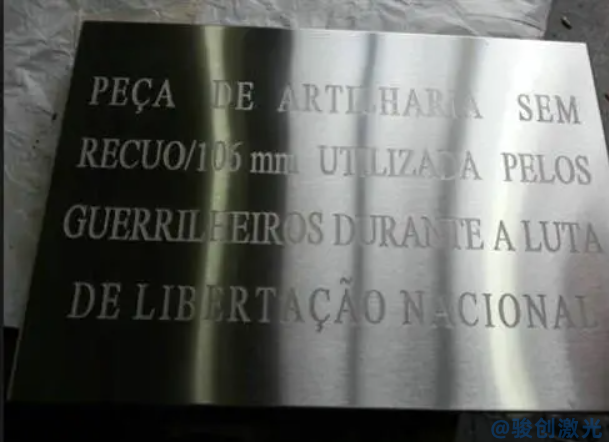 PEÇA DE ARTILHARIA SEM
RECUO/106 mm UTILIZADA PELOS
GUERRILHEIROS DURANTE A LUTA
DE LIBERTAÇÃO NACIONAL
@骏创激光